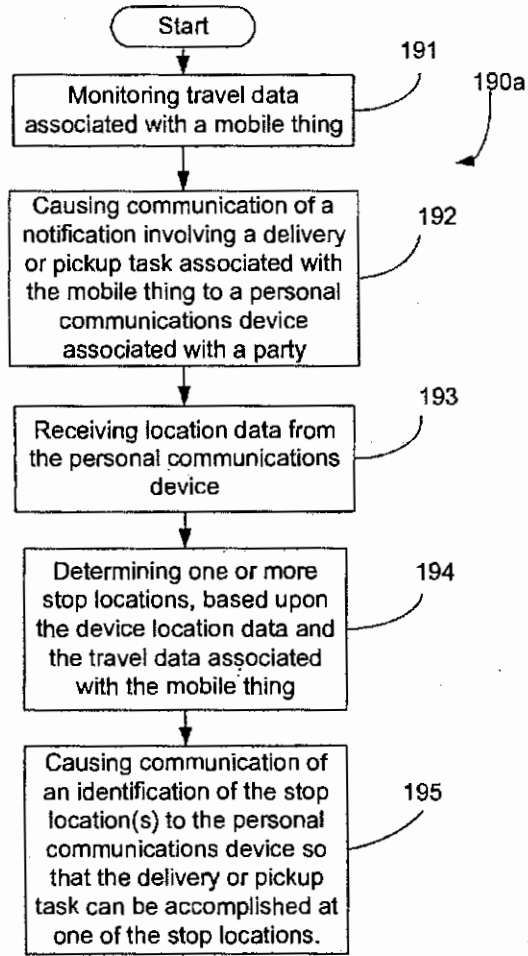 Start
191
190a
Monitoring travel data
associated with a mobile thing
192
Causing communication of a
notification involving a delivery
or pickup task associated with
the mobile thing to a personal
communications device
associated with a party
193
Receiving location data from
the personal communications
device
194
Determining one or more
stop locations, based upon
the device location data and
the travel data associated
with the mobile thing
195
Causing communication of
an identification of the stop
location(s) to the personal
communications device so
that the delivery or pickup
task can be accomplished at
one of the stop locations.